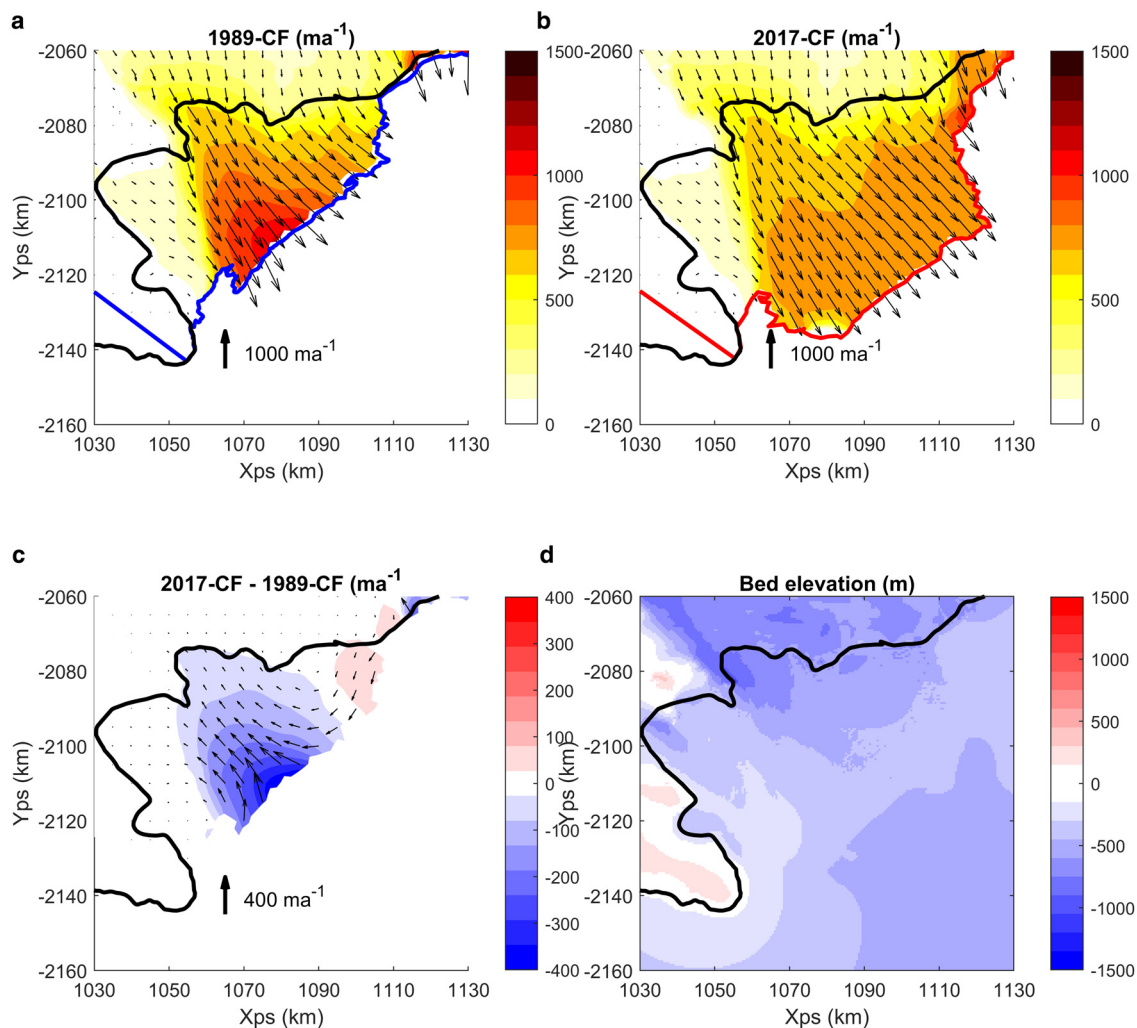 a
1989-CF (ma-1)
-2060
-2080
-2100
-2120
-2140
-2160
Yps (km)
1000 ma-1
1030 1050 1070 1090 1110 1130
Xps (km)
1500
1000
500
0
b
2017-CF (ma-1)
-2060
-2080
-2100
-2120
-2140
-2160
Yps (km)
1000 ma-1
1030 1050 1070 1090 1110 1130
Xps (km)
1500
1000
500
0
c
2017-CF - 1989-CF (ma-1
-2060
-2080
-2100
-2120
-2140
-2160
Yps (km)
400 ma-1
1030 1050 1070 1090 1110 1130
Xps (km)
400
300
200
100
0
-100
-200
-300
-400
d
Bed elevation (m)
-2060
-2080
-2100
-2120
-2140
-2160
Yps (km)
1030 1050 1070 1090 1110 1130
Xps (km)
1500
1000
500
0
-500
-1000
-1500